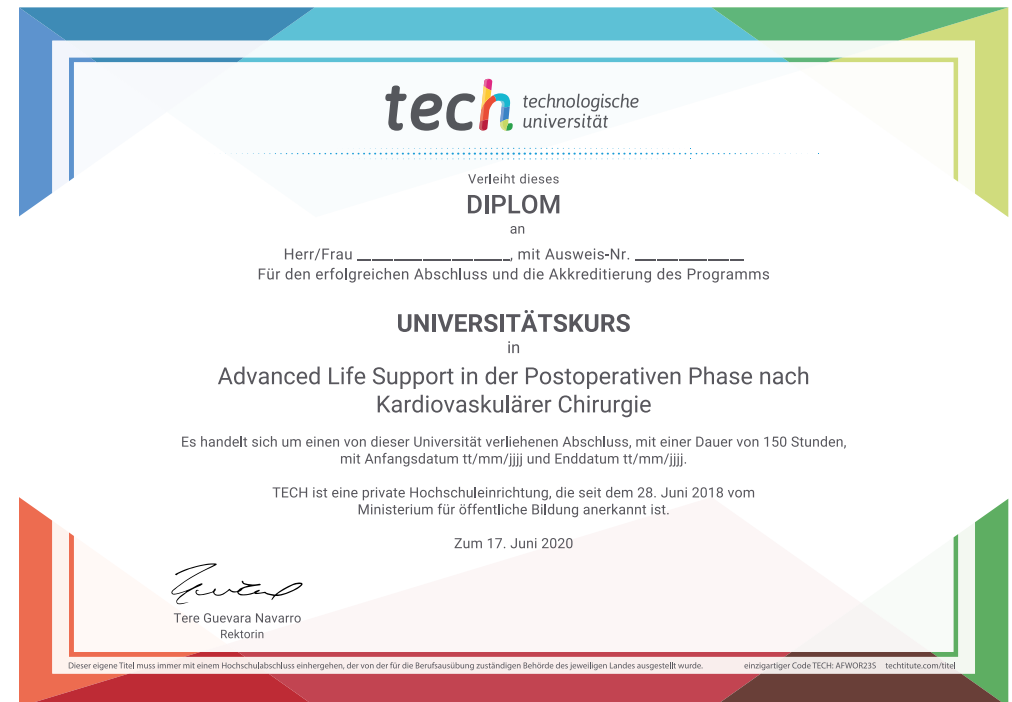 tech technologische
universität
Verleiht dieses
DIPLOM
an
Herr/Frau ____________________, mit Ausweis-Nr. ______________
Für den erfolgreichen Abschluss und die Akkreditierung des Programms
UNIVERSITÄTSKURS
in
Advanced Life Support in der Postoperativen Phase nach
Kardiovaskulärer Chirurgie
Es handelt sich um einen von dieser Universität verliehenen Abschluss, mit einer Dauer von 150 Stunden,
mit Anfangsdatum tt/mm/jjjj und Enddatum tt/mm/jjjj.
TECH ist eine private Hochschuleinrichtung, die seit dem 28. Juni 2018 vom
Ministerium für öffentliche Bildung anerkannt ist.
Zum 17. Juni 2020
Tere Guevara Navarro
Rektorin
Dieser eigene Titel muss immer mit einem Hochschulabschluss einhergehen, der von der für die Berufsausübung zuständigen Behörde des jeweiligen Landes ausgestellt wurde. einzigartiger Code TECH: AFWOR23S techtitute.com/titel